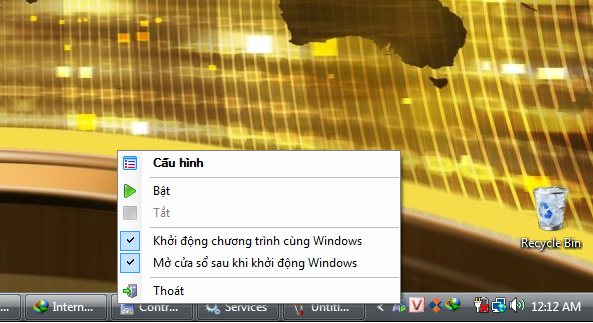 Cấu hình
Bật
Tắt
Khởi động chương trình cùng Windows
Mở cửa sổ sau khi khởi động Windows
Thoát
Recycle Bin
... Intern... Contr... Services Untitl... < V 12:12 AM